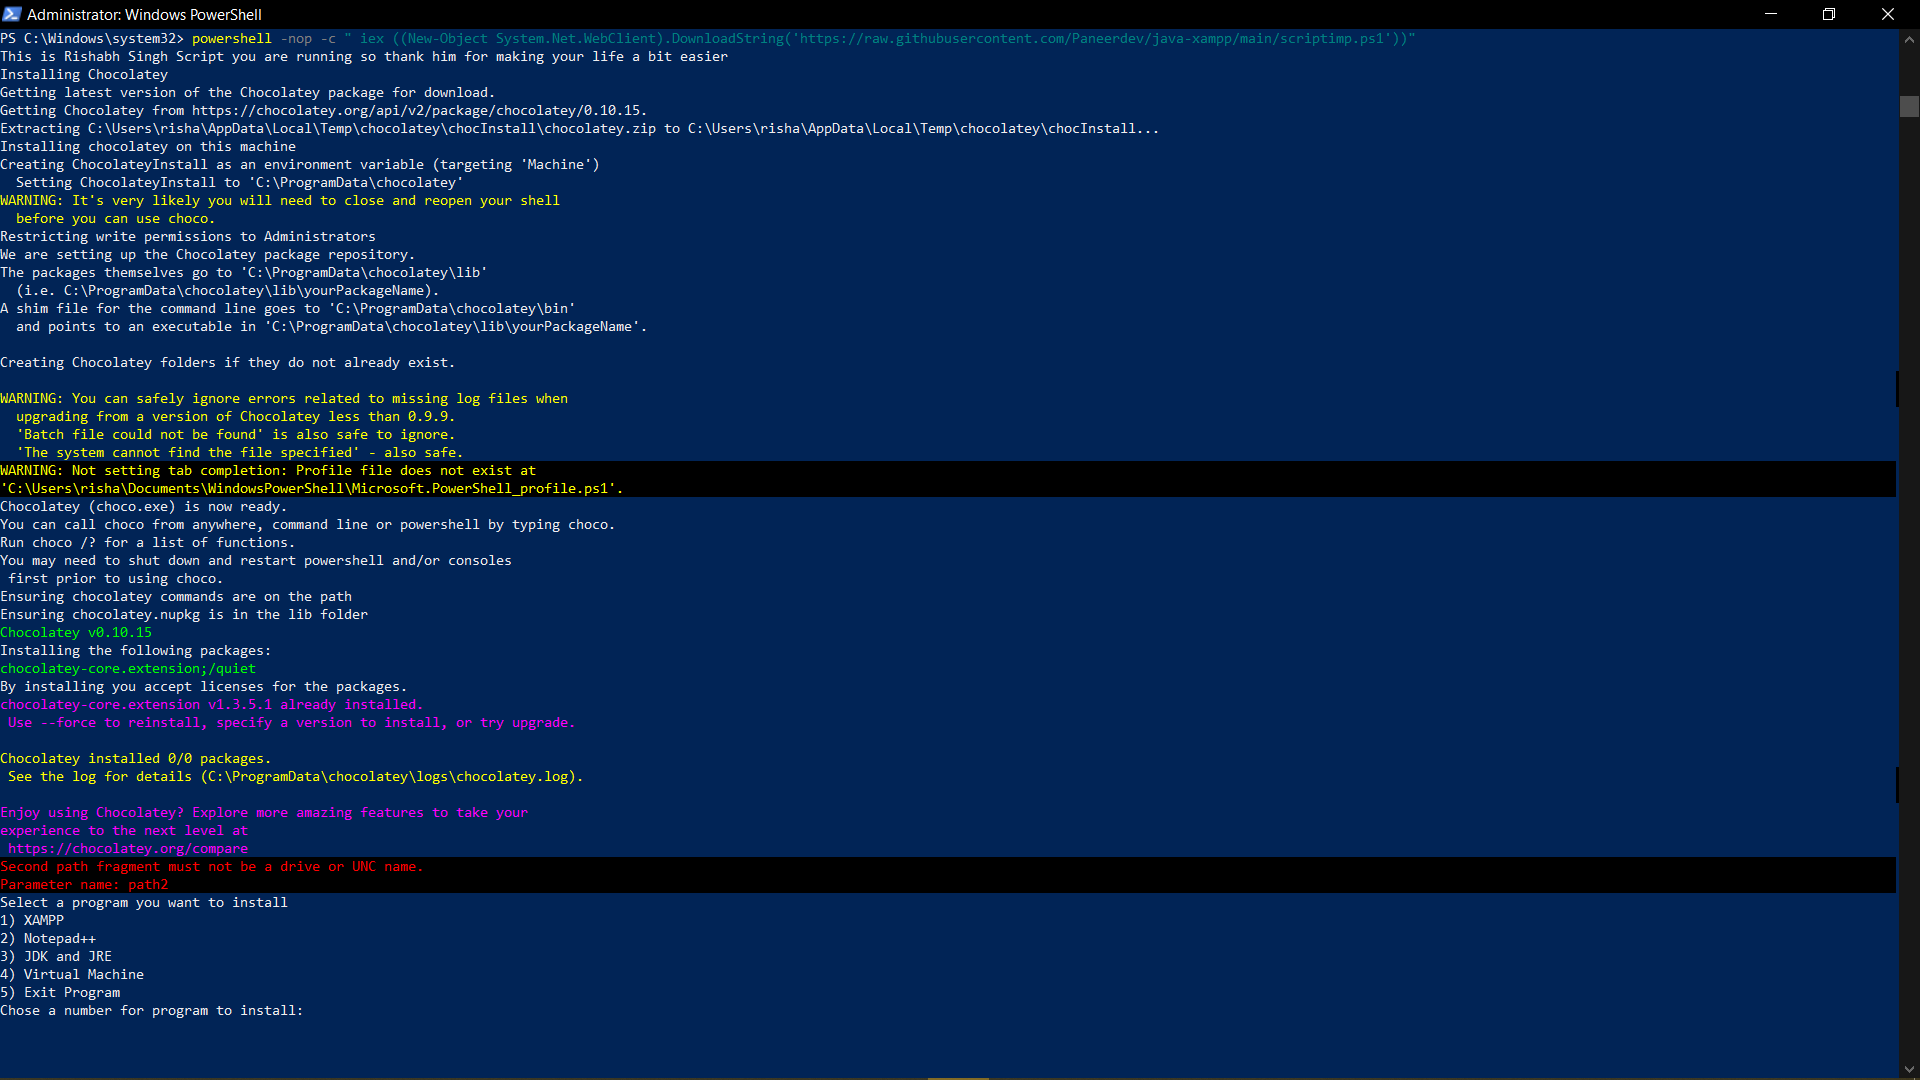 Administrator: Windows PowerShell
PS C:\Windows\system32> powershell -nop -c " iex ((New-Object System.Net.WebClient).DownloadString('https://raw.githubusercontent.com/Paneerdev/java-xampp/main/scriptimp.ps1'))"
This is Rishabh Singh Script you are running so thank him for making your life a bit easier
Installing Chocolatey
Getting latest version of the Chocolatey package for download.
Getting Chocolatey from https://chocolatey.org/api/v2/package/chocolatey/0.10.15.
Extracting C:\Users\risha\AppData\Local\Temp\chocolatey\chocInstall\chocolatey.zip to C:\Users\risha\AppData\Local\Temp\chocolatey\chocInstall...
Installing chocolatey on this machine
Creating ChocolateyInstall as an environment variable (targeting 'Machine')
  Setting ChocolateyInstall to 'C:\ProgramData\chocolatey'
WARNING: It's very likely you will need to close and reopen your shell
  before you can use choco.
Restricting write permissions to Administrators
We are setting up the Chocolatey package repository.
The packages themselves go to 'C:\ProgramData\chocolatey\lib'
  (i.e. C:\ProgramData\chocolatey\lib\yourPackageName).
A shim file for the command line goes to 'C:\ProgramData\chocolatey\bin'
  and points to an executable in 'C:\ProgramData\chocolatey\lib\yourPackageName'.
Creating Chocolatey folders if they do not already exist.
WARNING: You can safely ignore errors related to missing log files when
  upgrading from a version of Chocolatey less than 0.9.9.
  'Batch file could not be found' is also safe to ignore.
  'The system cannot find the file specified' - also safe.
WARNING: Not setting tab completion: Profile file does not exist at
'C:\Users\risha\Documents\WindowsPowerShell\Microsoft.PowerShell_profile.ps1'.
Chocolatey (choco.exe) is now ready.
You can call choco from anywhere, command line or powershell by typing choco.
Run choco /? for a list of functions.
You may need to shut down and restart powershell and/or consoles
 first prior to using choco.
Ensuring chocolatey commands are on the path
Ensuring chocolatey.nupkg is in the lib folder
Chocolatey v0.10.15
Installing the following packages:
chocolatey-core.extension;/quiet
By installing you accept licenses for the packages.
chocolatey-core.extension v1.3.5.1 already installed.
 Use --force to reinstall, specify a version to install, or try upgrade.
Chocolatey installed 0/0 packages.
 See the log for details (C:\ProgramData\chocolatey\logs\chocolatey.log).
Enjoy using Chocolatey? Explore more amazing features to take your
experience to the next level at
 https://chocolatey.org/compare
Second path fragment must not be a drive or UNC name.
Parameter name: path2
Select a program you want to install
1) XAMPP
2) Notepad++
3) JDK and JRE
4) Virtual Machine
5) Exit Program
Chose a number for program to install: